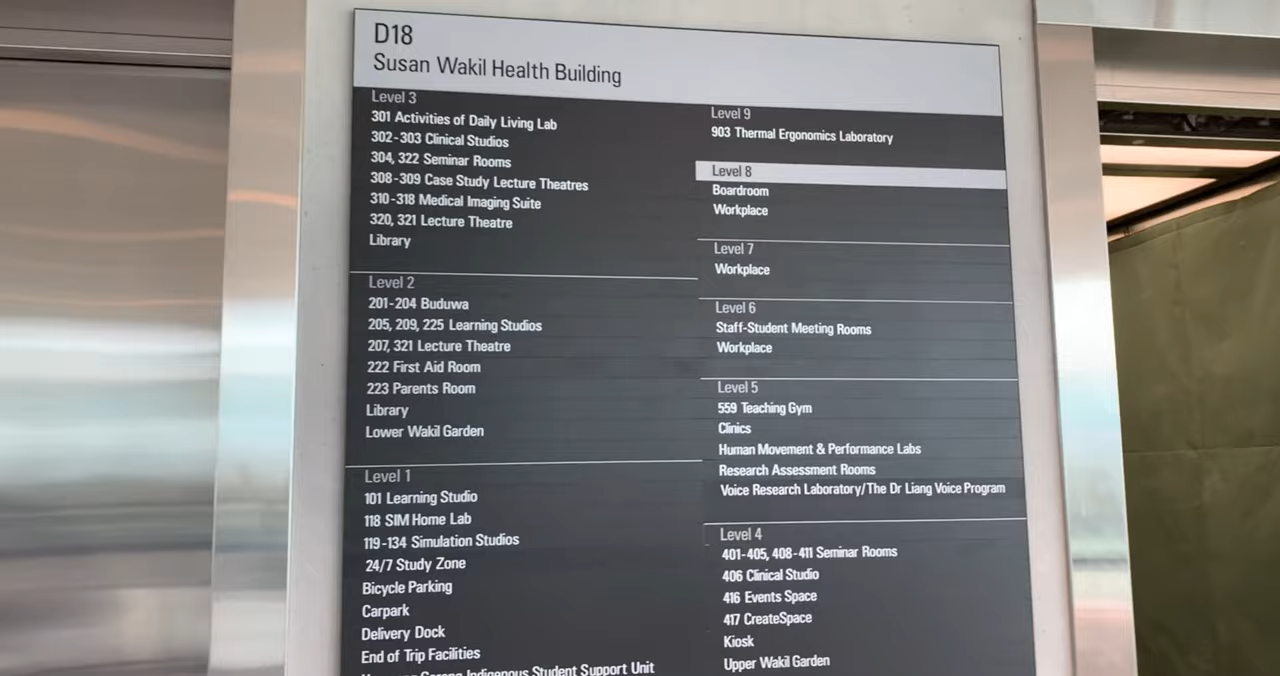 D18
Susan Wakil Health Building
Level 3
301 Activities of Daily Living Lab
302-303 Clinical Studios
304, 322 Seminar Rooms
308-309 Case Study Lecture Theatres
310-318 Medical Imaging Suite
320, 321 Lecture Theatre
Library
Level 2
201-204 Buduwa
205, 209, 225 Learning Studios
207, 321 Lecture Theatre
222 First Aid Room
223 Parents Room
Library
Lower Wakil Garden
Level 1
101 Learning Studio
118 SIM Home Lab
119-134 Simulation Studios
24/7 Study Zone
Bicycle Parking
Carpark
Delivery Dock
End of Trip Facilities
Indigenous Student Support Unit
Level 9
903 Thermal Ergonomics Laboratory
Level 8
Boardroom
Workplace
Level 7
Workplace
Level 6
Staff-Student Meeting Rooms
Workplace
Level 5
559 Teaching Gym
Clinics
Human Movement & Performance Labs
Research Assessment Rooms
Voice Research Laboratory/The Dr Liang Voice Program
Level 4
401-405, 408-411 Seminar Rooms
406 Clinical Studio
416 Events Space
417 CreateSpace
Kiosk
Upper Wakil Garden